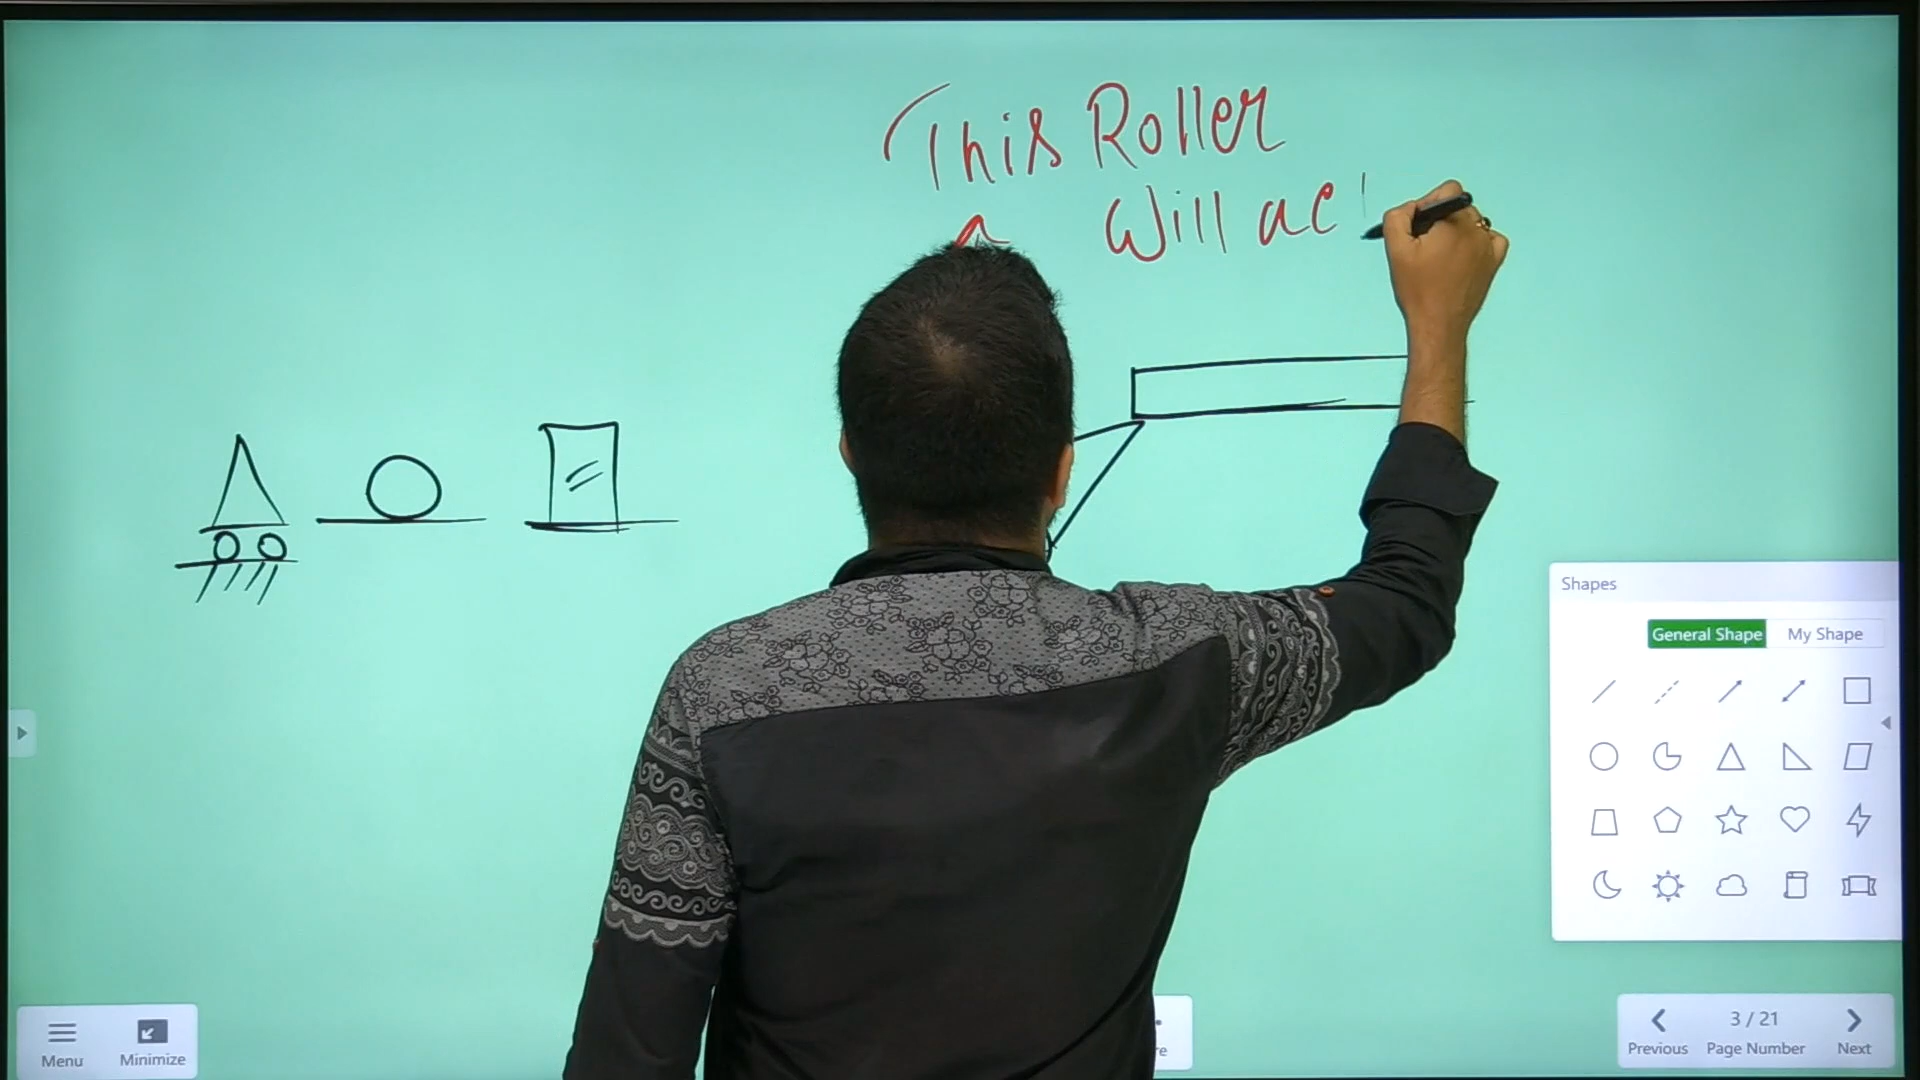 This Roller
Will ac
Shapes
General Shape My Shape
Menu Minimize
3 / 21
Previous Page Number Next